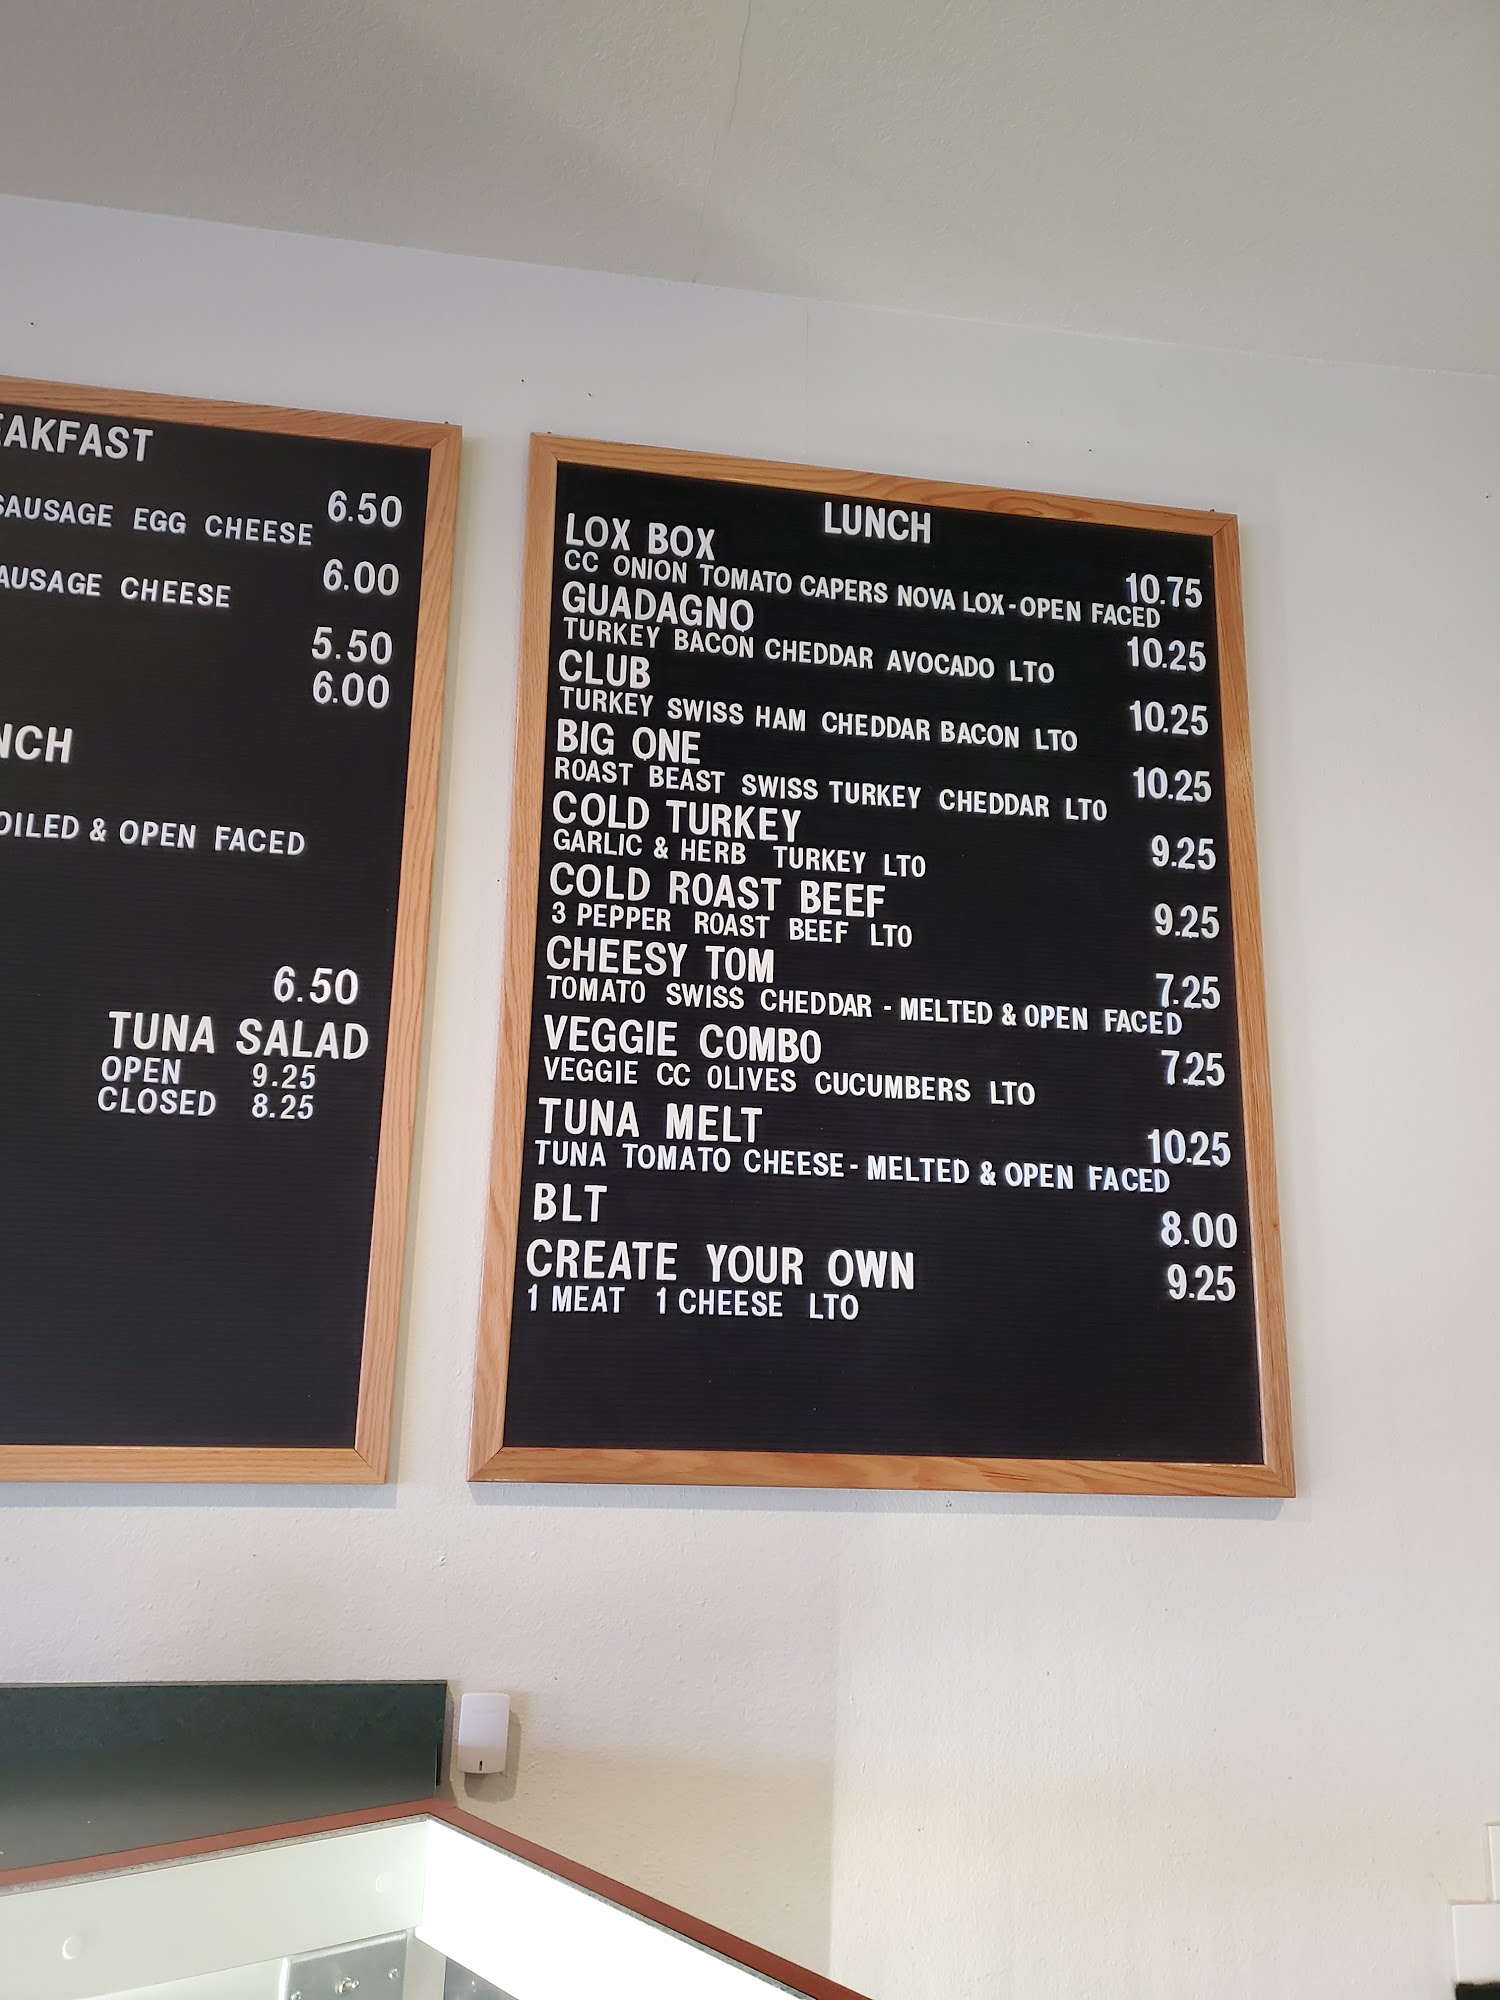 SAUSAGE EGG CHEESE 6.50
CHEESE 6.00
5.50
6.00
& OPEN FACED
6.50
TUNA SALAD
OPEN 9.25
CLOSED 8.25
LUNCH
LOX BOX 10.75
CC ONION TOMATO CAPERS NOVA LOX-OPEN FACED
GUADAGNO 10.25
TURKEY BACON CHEDDAR AVOCADO LTO
CLUB 10.25
TURKEY SWISS HAM CHEDDAR BACON LTO
BIG ONE 10.25
ROAST BEAST SWISS TURKEY CHEDDAR LTO
COLD TURKEY 9.25
GARLIC & HERB TURKEY LTO
COLD ROAST BEEF 9.25
3 PEPPER ROAST BEEF LTO
CHEESY TOM 7.25
TOMATO SWISS CHEDDAR - MELTED & OPEN FACED
VEGGIE COMBO 7.25
VEGGIE CC OLIVES CUCUMBERS LTO
TUNA MELT 10.25
TUNA TOMATO CHEESE - MELTED & OPEN FACED
BLT 8.00
CREATE YOUR OWN 9.25
1 MEAT 1 CHEESE LTO